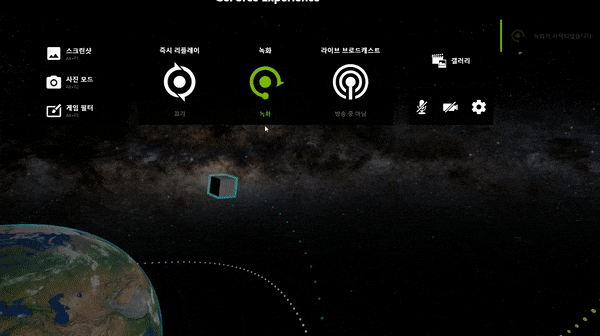 GeForce Experience
스크린샷
Alt+F1
사진 모드
Alt+F2
게임 필터
Alt+F3
즉시 리플레이
끄기
녹화
녹화
라이브 브로드캐스트
방송 중 아님
갤러리
녹화가 시작되었습니다.